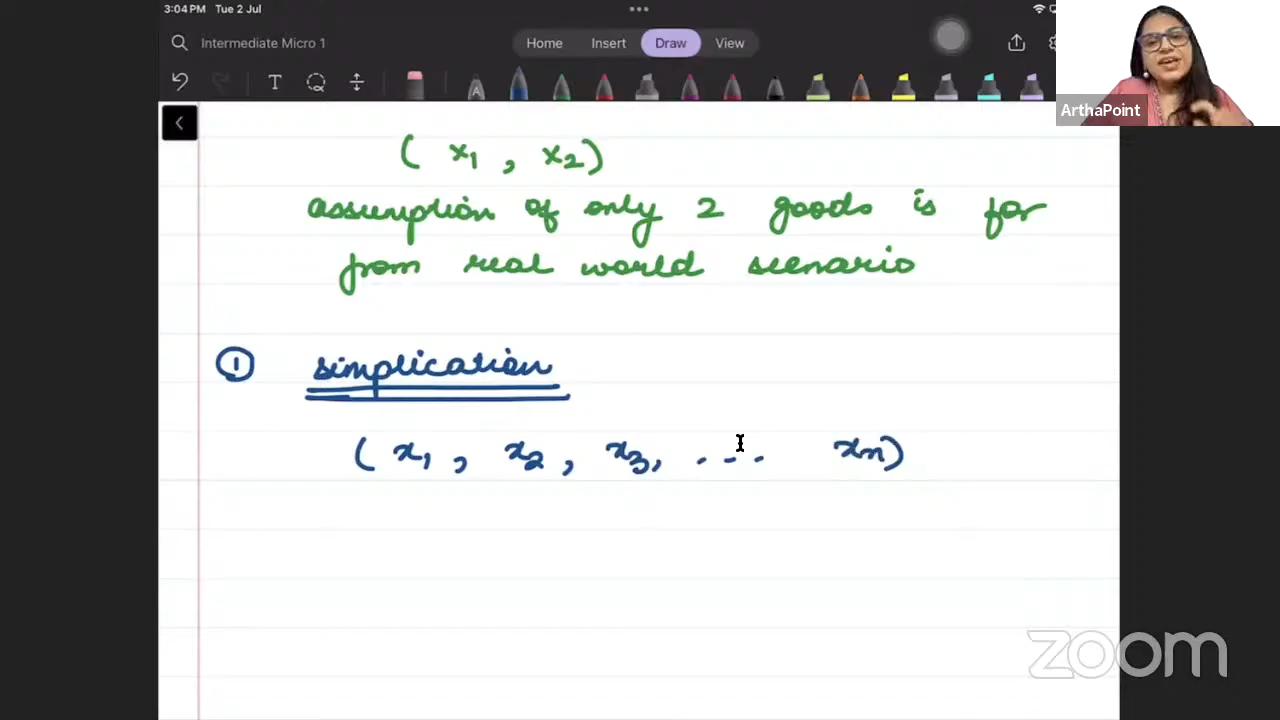 3:04 PM Tue 2 Jul
Intermediate Micro 1
Home Insert Draw View
T
A
ArthaPoint
( x1 , x2)
assumption of only 2 goods is far
from real world scenario
① simplication
( x1 , x2 , x3, .... xn)
zoom